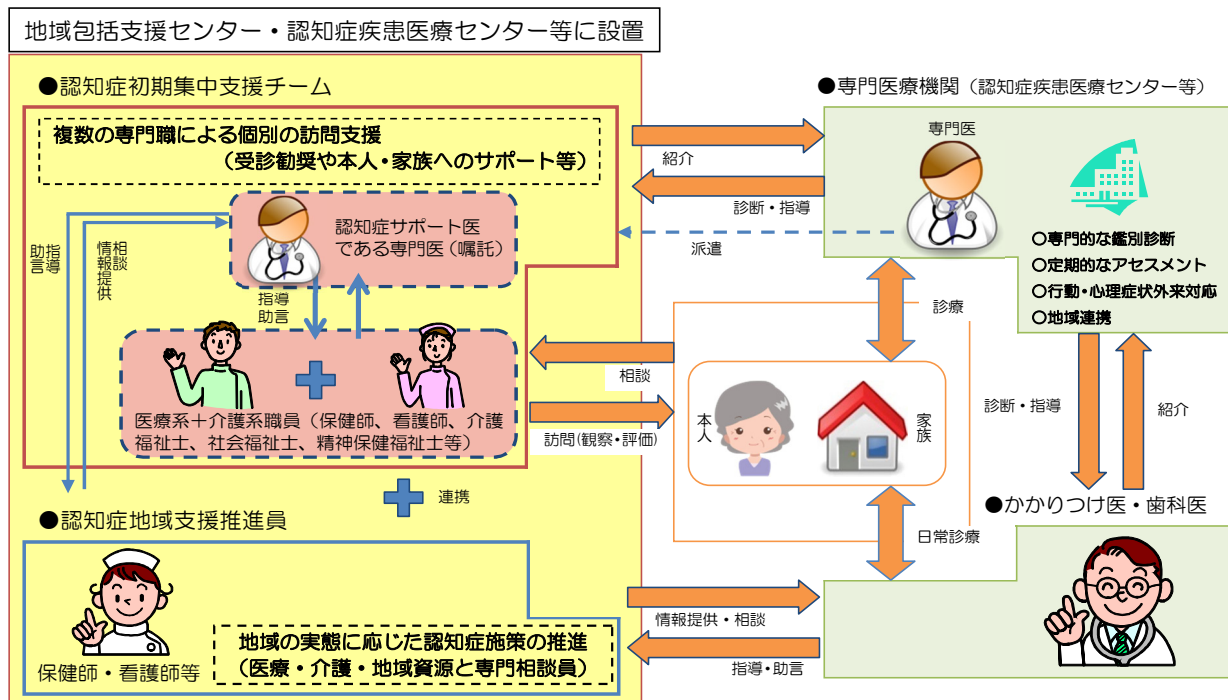 地域包括支援センター・認知症疾患医療センター等に設置
●認知症初期集中支援チーム
複数の専門職による個別の訪問支援
（受診勧奨や本人・家族へのサポート等）
認知症サポート医
である専門医（嘱託）
指導
助言
医療系＋介護系職員（保健師、看護師、介護
福祉士、社会福祉士、精神保健福祉士等）
指導
助言
相談
情報提供
連携
●認知症地域支援推進員
保健師・看護師等
地域の実態に応じた認知症施策の推進
（医療・介護・地域資源と専門相談員）
紹介
診断・指導
派遣
相談
訪問(観察・評価)
情報提供・相談
指導・助言
●専門医療機関（認知症疾患医療センター等）
専門医
○専門的な鑑別診断
○定期的なアセスメント
○行動・心理症状外来対応
○地域連携
診療
本人
家族
日常診療
診断・指導
紹介
●かかりつけ医・歯科医